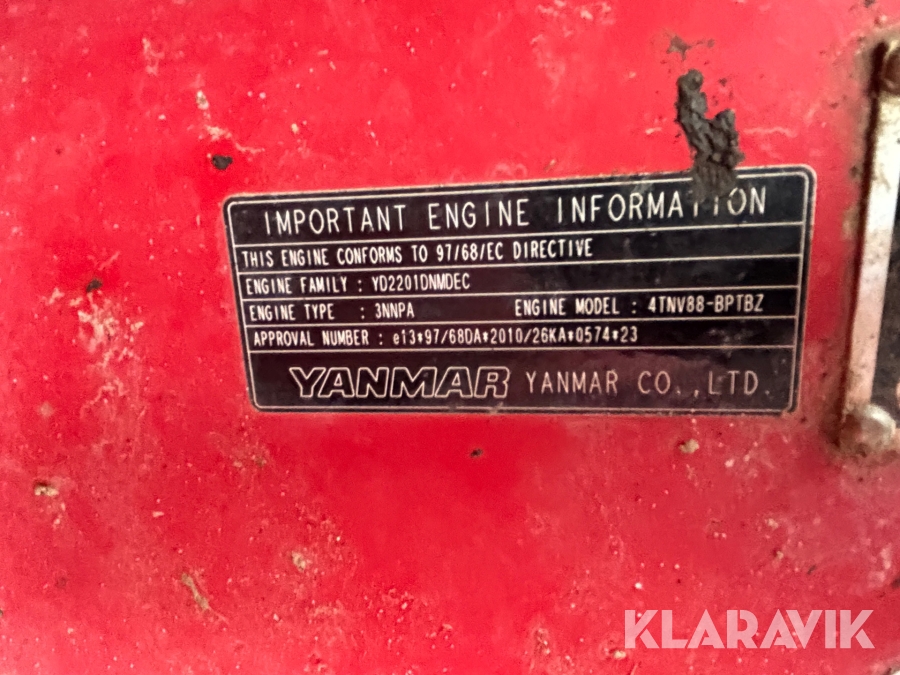 IMPORTANT ENGINE INFORMATION
THIS ENGINE CONFORMS TO 97/68/EC DIRECTIVE
ENGINE FAMILY : YD2201DNMDEC
ENGINE TYPE : 3NNPA ENGINE MODEL : 4TNV88-BPTBZ
APPROVAL NUMBER : e13*97/68DA*2010/26KA*0574*23
YANMAR YANMAR CO.,LTD.
KLARAVIK